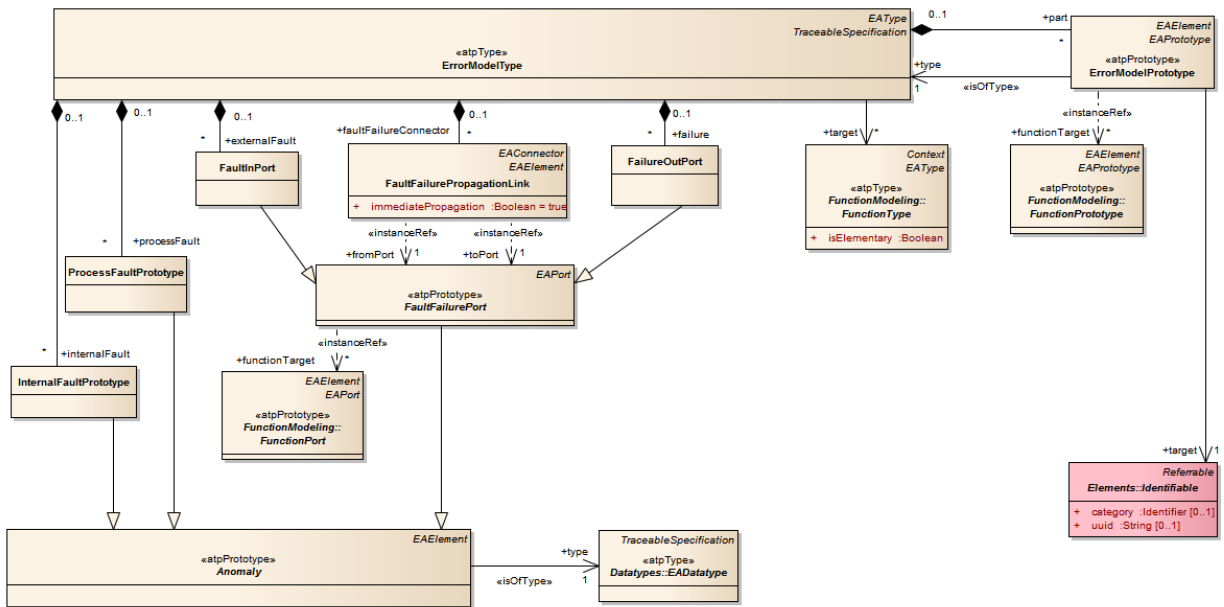 EAType
TraceableSpecification
«atpType»
ErrorModelType
0..1
+part
*
+type
1
«isOfType»
EAElement
EAPrototype
«atpPrototype»
ErrorModelPrototype
0..1
0..1
0..1
0..1
0..1
* +externalFault
FaultInPort
+faultFailureConnector *
EAConnector
EAElement
FaultFailurePropagationLink
+ immediatePropagation :Boolean = true
* +failure
FailureOutPort
+target *
Context
EAType
«atpType»
FunctionModeling::
FunctionType
+ isElementary :Boolean
«instanceRef»
+functionTarget *
EAElement
EAPrototype
«atpPrototype»
FunctionModeling::
FunctionPrototype
* +processFault
ProcessFaultPrototype
«instanceRef»
«instanceRef»
+fromPort 1
+toPort 1
EAPort
«atpPrototype»
FaultFailurePort
* +internalFault
InternalFaultPrototype
«instanceRef»
+functionTarget *
EAElement
EAPort
«atpPrototype»
FunctionModeling::
FunctionPort
+target 1
Referrable
Elements::Identifiable
+ category :Identifier [0..1]
+ uuid :String [0..1]
EAElement
«atpPrototype»
Anomaly
+type
1
«isOfType»
TraceableSpecification
«atpType»
Datatypes::EADatatype